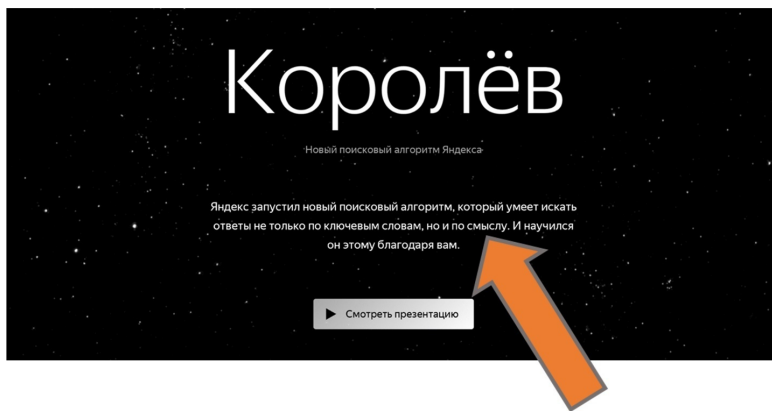 Королёв
Новый поисковый алгоритм Яндекса
Яндекс запустил новый поисковый алгоритм, который умеет искать
ответы не только по ключевым словам, но и по смыслу. И научился
он этому благодаря вам.
Смотреть презентацию